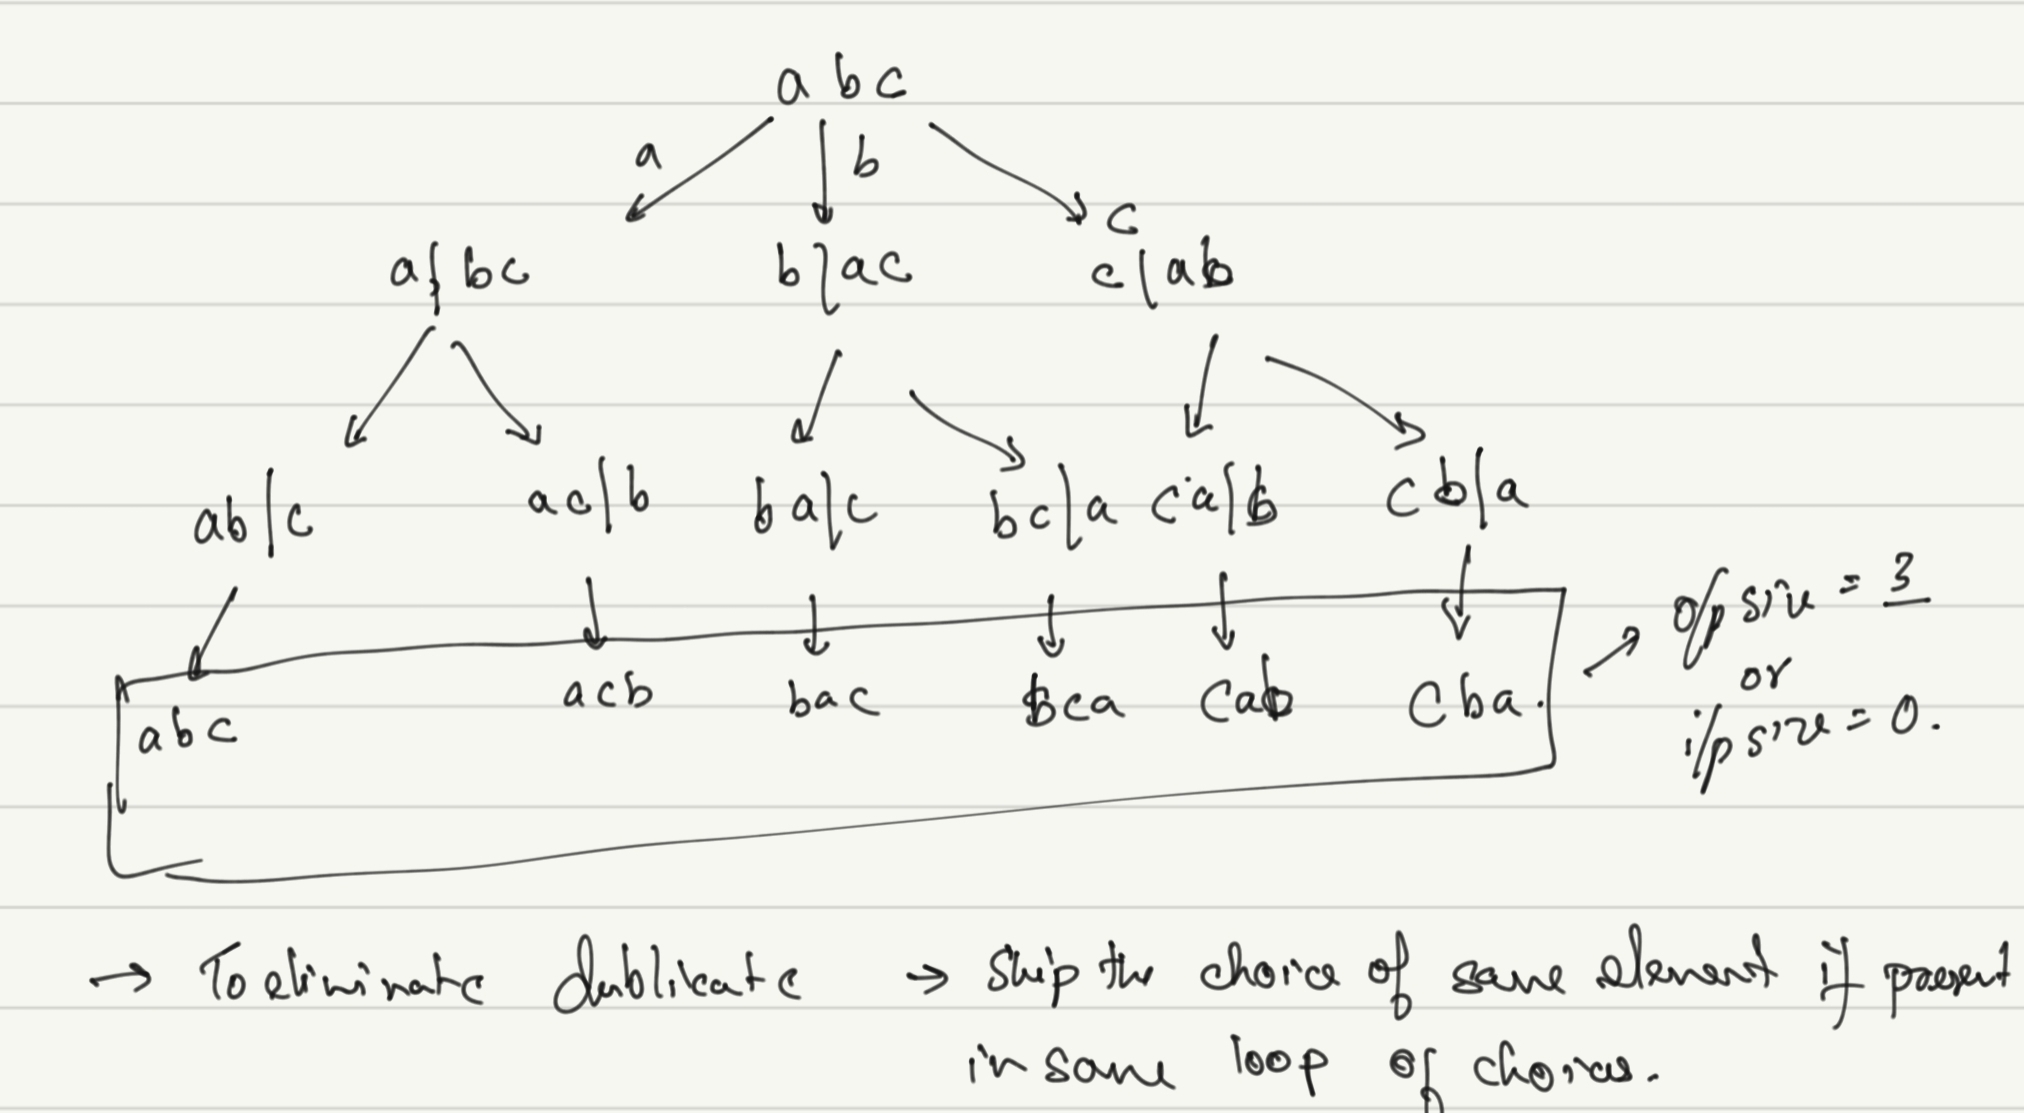 a b c
a b c
a|bc b|ac c|ab
ab|c ac|b ba|c bc|a ca|b cb|a
abc acb bac bca cab cba.
o/p size = 3
or
i/p size = 0.
→ To eliminate dublicate → Skip the choice of same element if present
in same loop of choices.